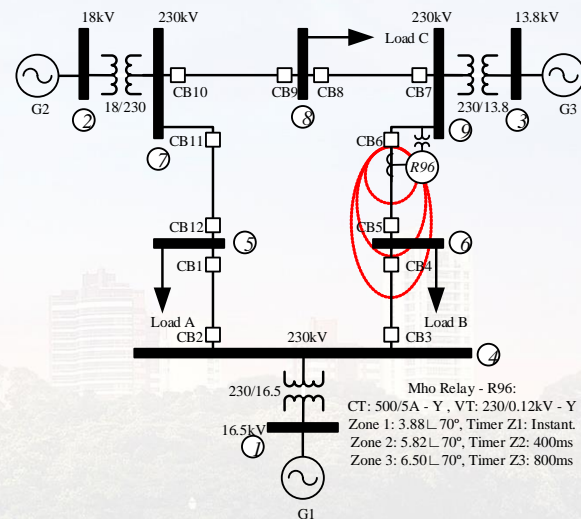 18kV 230kV 230kV 13.8kV
Load C
G2 CB10 CB9 CB8 CB7 G3
18/230 230/13.8
2 8 3
7 9
CB11 CB6
R96
CB12 CB5
5 6
CB1 CB4
Load A Load B
CB2 230kV CB3
4
230/16.5
Mho Relay - R96:
CT: 500/5A - Y , VT: 230/0.12kV - Y
16.5kV Zone 1: 3.88∟70º, Timer Z1: Instant.
1 Zone 2: 5.82∟70º, Timer Z2: 400ms
Zone 3: 6.50∟70º, Timer Z3: 800ms
G1